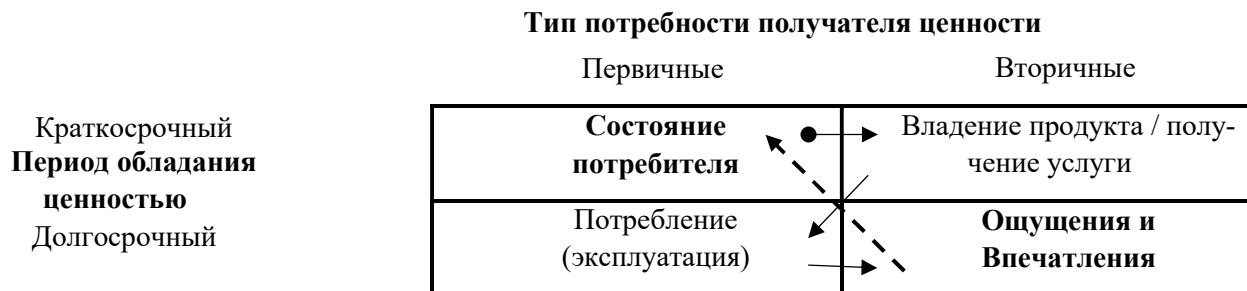 Тип потребности получателя ценности
Первичные Вторичные
Краткосрочный
Период обладания
ценностью
Долгосрочный
Состояние
потребителя
Владение продукта / полу-
чение услуги
Потребление
(эксплуатация)
Ощущения и
Впечатления